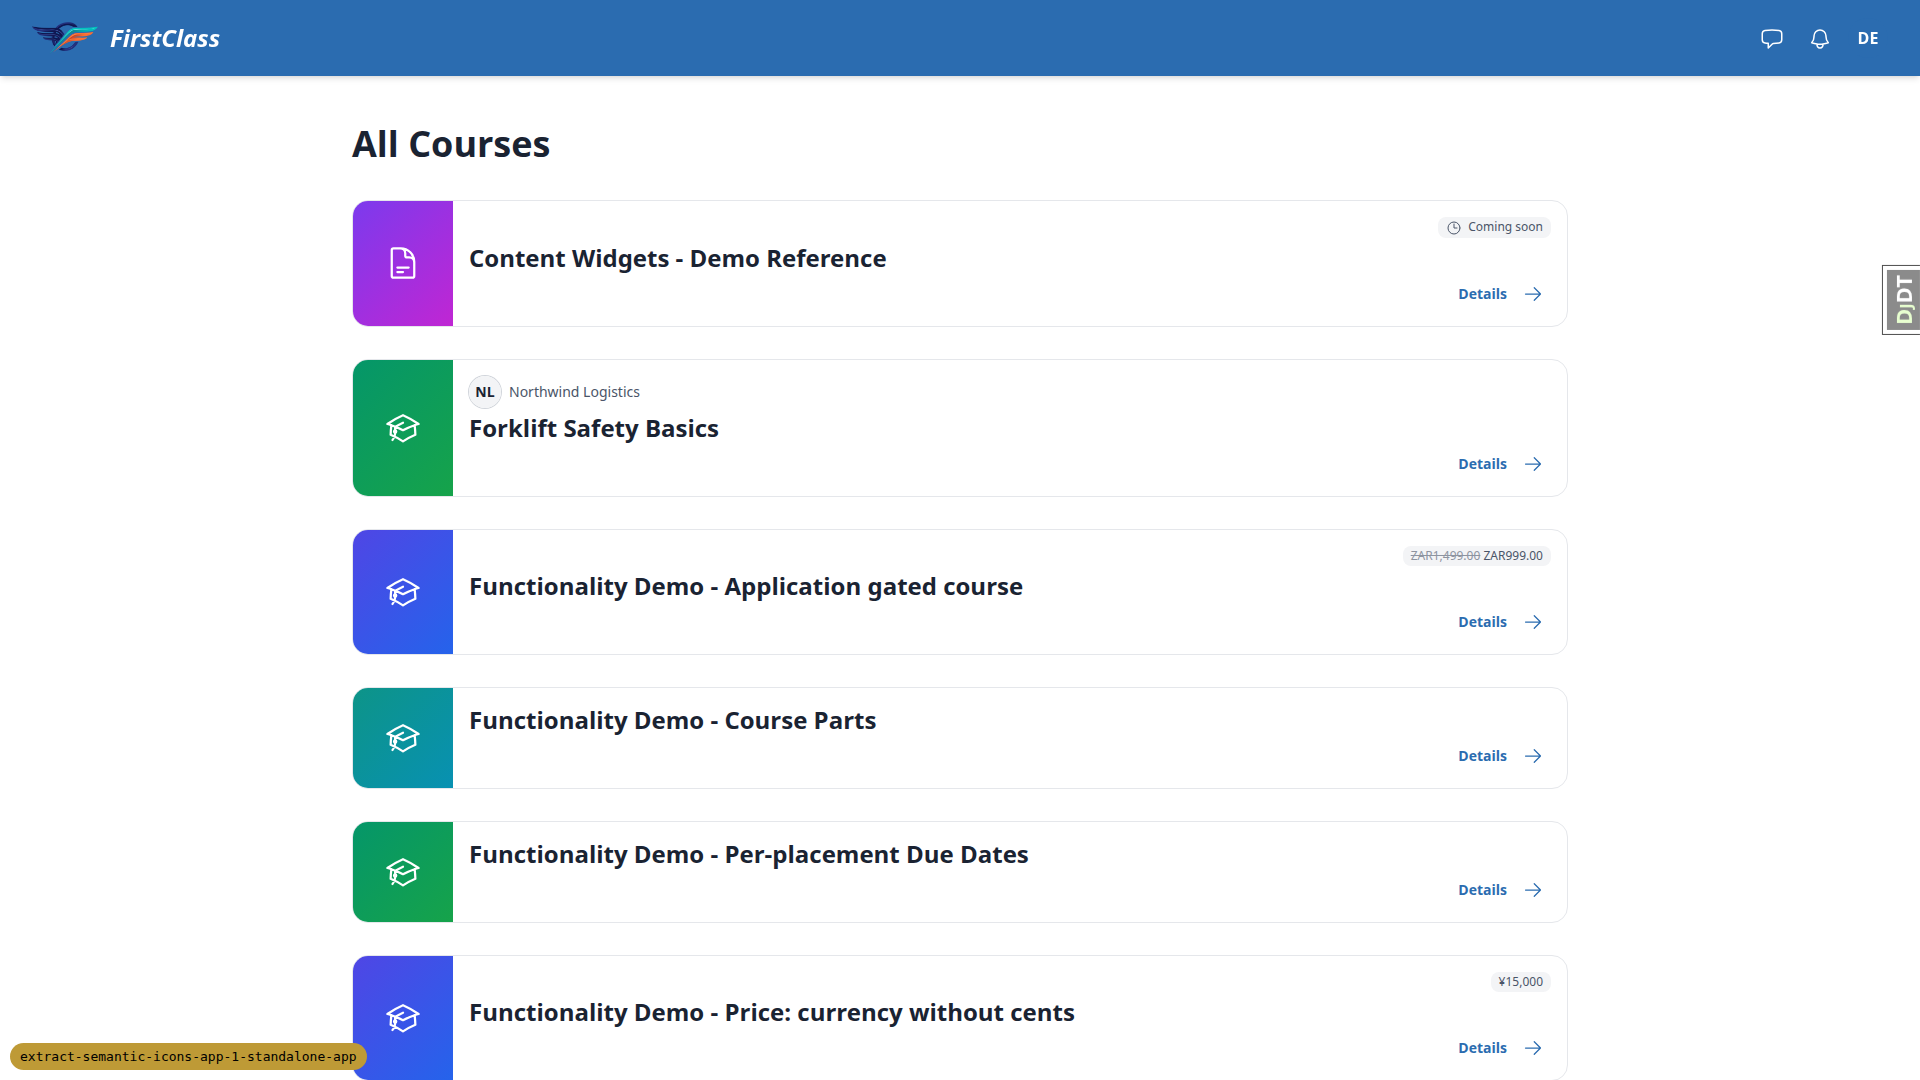 FirstClass
DE
All Courses
Coming soon
Content Widgets - Demo Reference
Details
DjDT
NL Northwind Logistics
Forklift Safety Basics
Details
ZAR1,499.00 ZAR999.00
Functionality Demo - Application gated course
Details
Functionality Demo - Course Parts
Details
Functionality Demo - Per-placement Due Dates
Details
¥15,000
Functionality Demo - Price: currency without cents
Details
extract-semantic-icons-app-1-standalone-app